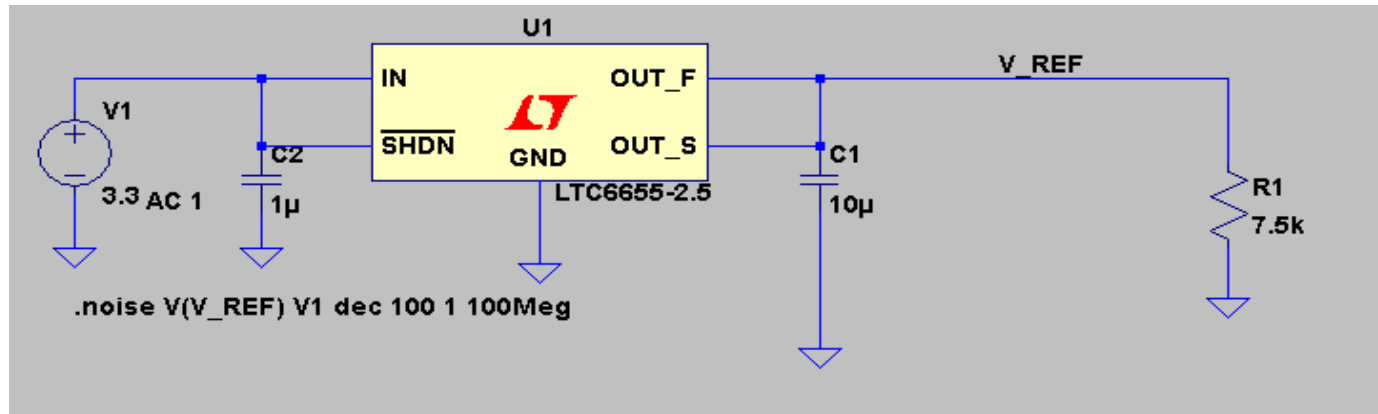 U1
IN
OUT_F
V_REF
V1
SHDN
GND
OUT_S
C2
C1
3.3 AC 1
1µ
LTC6655-2.5
10µ
R1
7.5k
.noise V(V_REF) V1 dec 100 1 100Meg